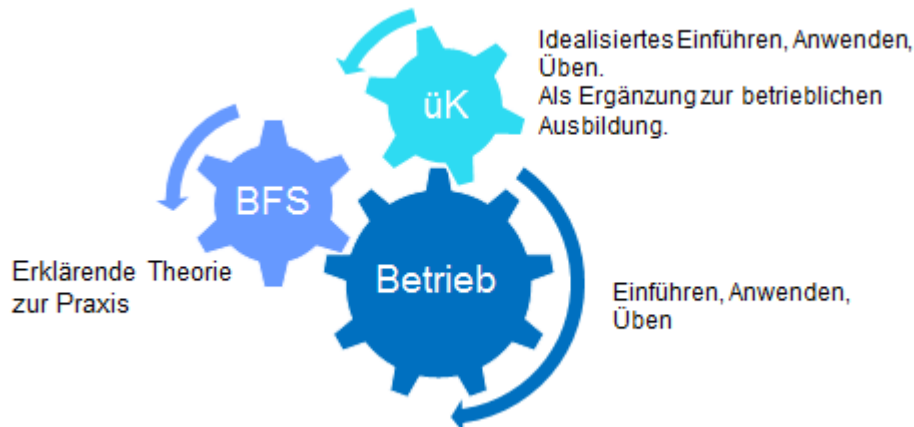 Idealisiertes Einführen, Anwenden,
Üben.
Als Ergänzung zur betrieblichen
Ausbildung.
üK
BFS
Erklärende Theorie
zur Praxis
Betrieb
Einführen, Anwenden,
Üben